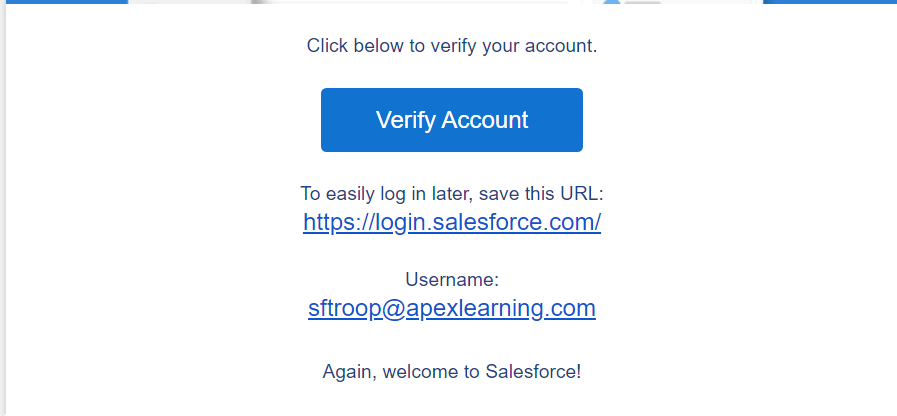 Click below to verify your account.
Verify Account
To easily log in later, save this URL:
https://login.salesforce.com/
Username:
sftroop@apexlearning.com
Again, welcome to Salesforce!